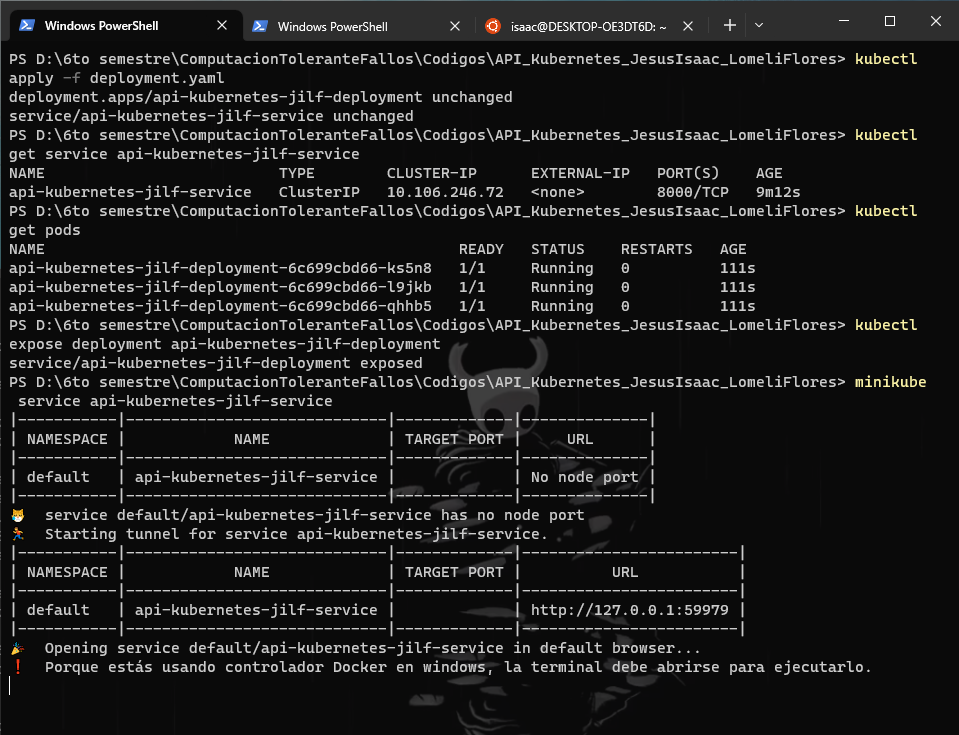 Windows PowerShell
Windows PowerShell
isaac@DESKTOP-OE3DT6D: ~
PS D:\6to semestre\ComputacionToleranteFallos\Codigos\API_Kubernetes_JesusIsaac_LomeliFlores> kubectl
apply -f deployment.yaml
deployment.apps/api-kubernetes-jilf-deployment unchanged
service/api-kubernetes-jilf-service unchanged
PS D:\6to semestre\ComputacionToleranteFallos\Codigos\API_Kubernetes_JesusIsaac_LomeliFlores> kubectl
get service api-kubernetes-jilf-service
NAME TYPE CLUSTER-IP EXTERNAL-IP PORT(S) AGE
api-kubernetes-jilf-service ClusterIP 10.106.246.72 <none> 8000/TCP 9m12s
PS D:\6to semestre\ComputacionToleranteFallos\Codigos\API_Kubernetes_JesusIsaac_LomeliFlores> kubectl
get pods
NAME READY STATUS RESTARTS AGE
api-kubernetes-jilf-deployment-6c699cbd66-ks5n8 1/1 Running 0 111s
api-kubernetes-jilf-deployment-6c699cbd66-l9jkb 1/1 Running 0 111s
api-kubernetes-jilf-deployment-6c699cbd66-qhhb5 1/1 Running 0 111s
PS D:\6to semestre\ComputacionToleranteFallos\Codigos\API_Kubernetes_JesusIsaac_LomeliFlores> kubectl
expose deployment api-kubernetes-jilf-deployment
service/api-kubernetes-jilf-deployment exposed
PS D:\6to semestre\ComputacionToleranteFallos\Codigos\API_Kubernetes_JesusIsaac_LomeliFlores> minikube
service api-kubernetes-jilf-service
|-----------|-----------------------------|-------------|--------------|
| NAMESPACE | NAME | TARGET PORT | URL |
|-----------|-----------------------------|-------------|--------------|
| default | api-kubernetes-jilf-service | | No node port |
|-----------|-----------------------------|-------------|--------------|
😿 service default/api-kubernetes-jilf-service has no node port
🏃 Starting tunnel for service api-kubernetes-jilf-service.
|-----------|-----------------------------|-------------|------------------------|
| NAMESPACE | NAME | TARGET PORT | URL |
|-----------|-----------------------------|-------------|------------------------|
| default | api-kubernetes-jilf-service | | http://127.0.0.1:59979 |
|-----------|-----------------------------|-------------|------------------------|
🎉 Opening service default/api-kubernetes-jilf-service in default browser...
❗ Porque estás usando controlador Docker en windows, la terminal debe abrirse para ejecutarlo.